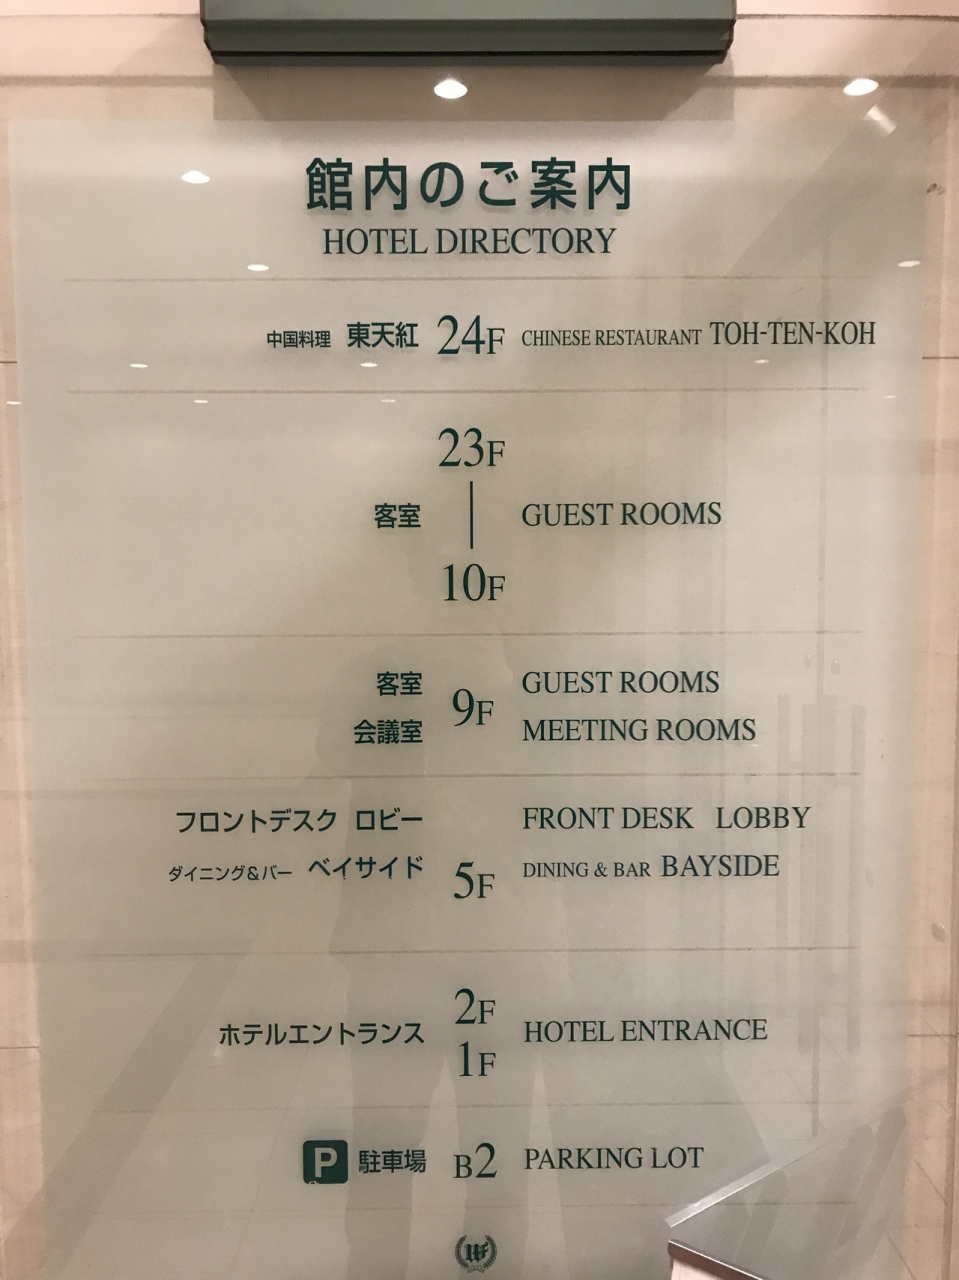 館内のご案内
HOTEL DIRECTORY
中国料理 東天紅 24F CHINESE RESTAURANT TOH-TEN-KOH
23F
客室 GUEST ROOMS
10F
客室 GUEST ROOMS
9F
会議室 MEETING ROOMS
フロントデスク ロビー FRONT DESK LOBBY
ダイニング&バー ベイサイド 5F DINING & BAR BAYSIDE
2F
ホテルエントランス HOTEL ENTRANCE
1F
P 駐車場 B2 PARKING LOT